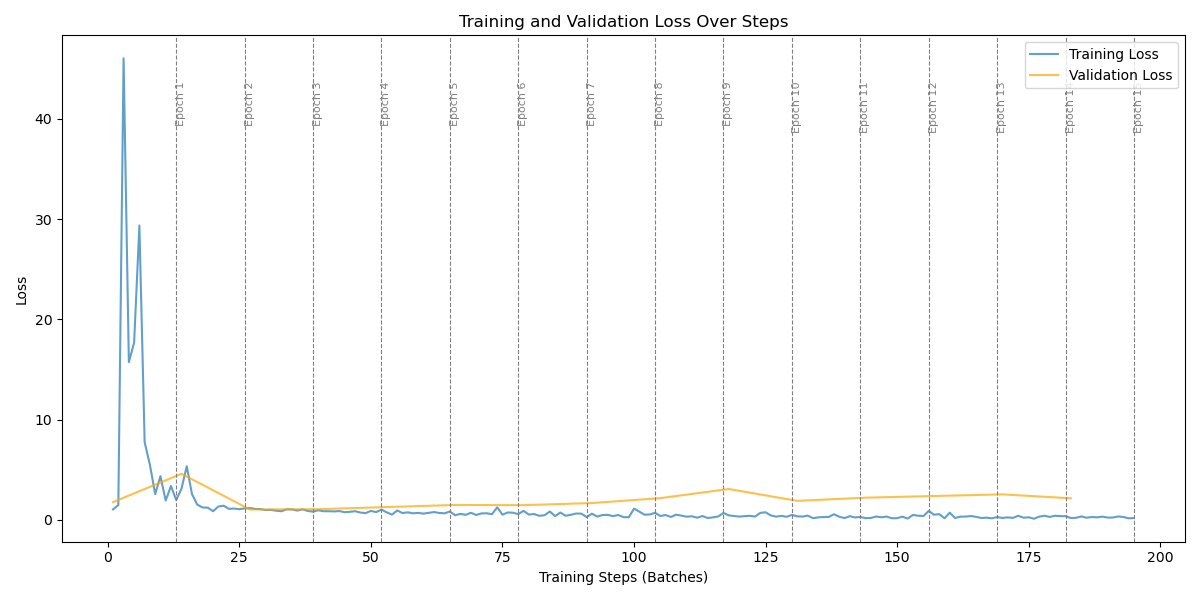 Training and Validation Loss Over Steps
Training Loss
Validation Loss
Epoch 1
Epoch 2
Epoch 3
Epoch 4
Epoch 5
Epoch 6
Epoch 7
Epoch 8
Epoch 9
Epoch 10
Epoch 11
Epoch 12
Epoch 13
Epoch
Epoch
Loss
40
30
20
10
0
0
25
50
75
100
125
150
175
200
Training Steps (Batches)